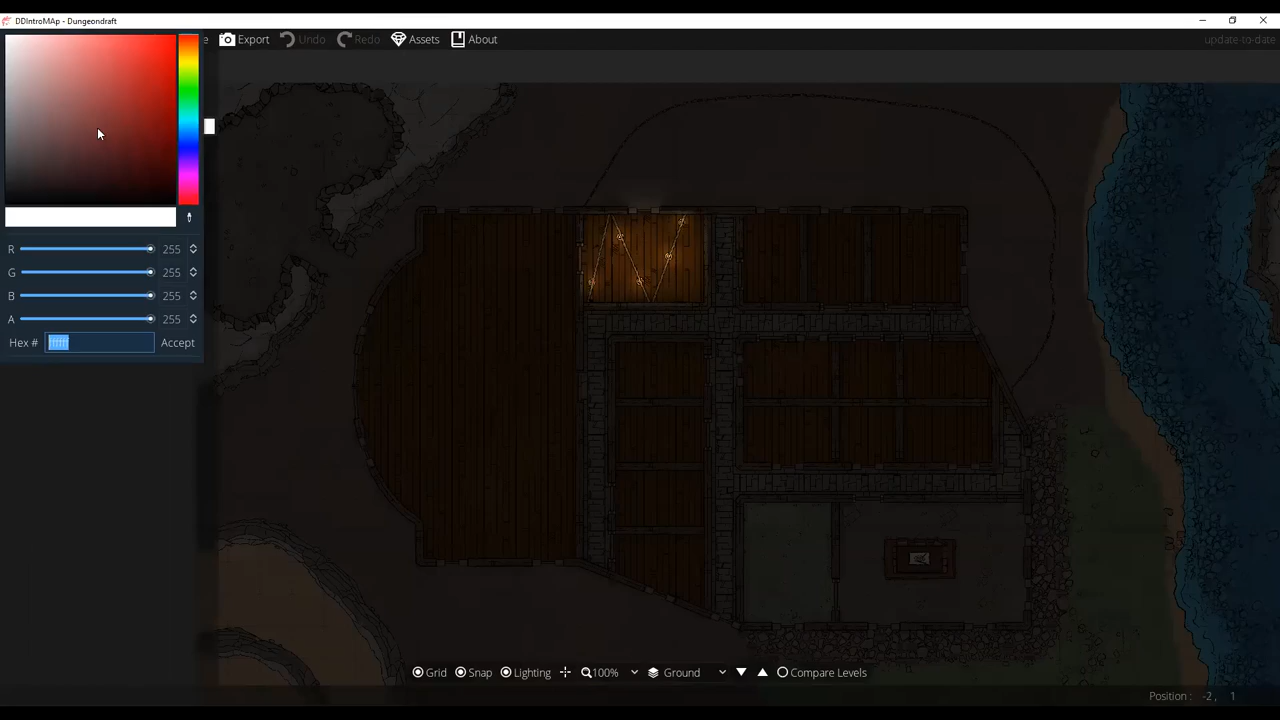 DDIntroMAp - Dungeondraft
Export Undo Redo Assets About update-to-date
R 255
G 255
B 255
A 255
Hex # ffffff Accept
Grid Snap Lighting 100% Ground Compare Levels
Position : -2, 1